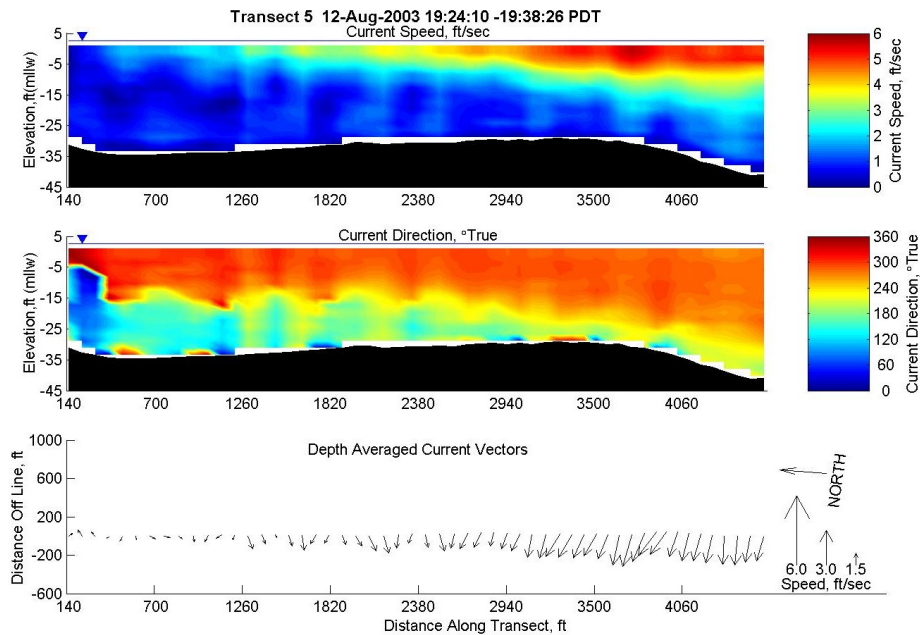 Transect 5 12-Aug-2003 19:24:10 -19:38:26 PDT
Current Speed, ft/sec
Elevation,ft(mllw)
5
-5
-15
-25
-35
-45
140 700 1260 1820 2380 2940 3500 4060
6
5
4
3
2
1
0
Current Speed, ft/sec
Current Direction, °True
Elevation,ft (mllw)
5
-5
-15
-25
-35
-45
140 700 1260 1820 2380 2940 3500 4060
360
300
240
180
120
60
0
Current Direction, °True
Depth Averaged Current Vectors
Distance Off Line, ft
1000
600
200
-200
-600
140 700 1260 1820 2380 2940 3500 4060
Distance Along Transect, ft
NORTH
6.0 3.0 1.5
Speed, ft/sec